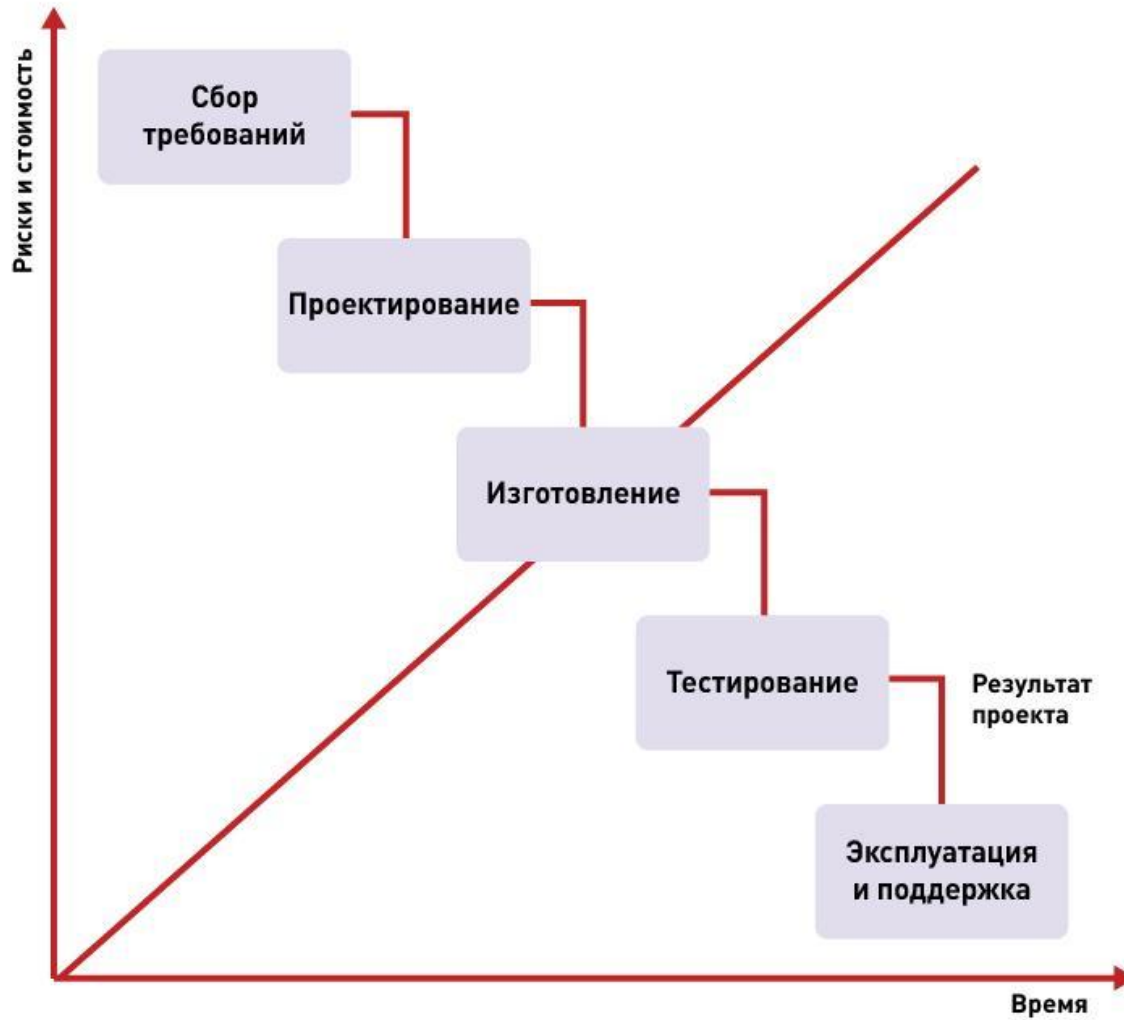 Риски и стоимость
Сбор
требований
Проектирование
Изготовление
Тестирование
Результат
проекта
Эксплуатация
и поддержка
Время